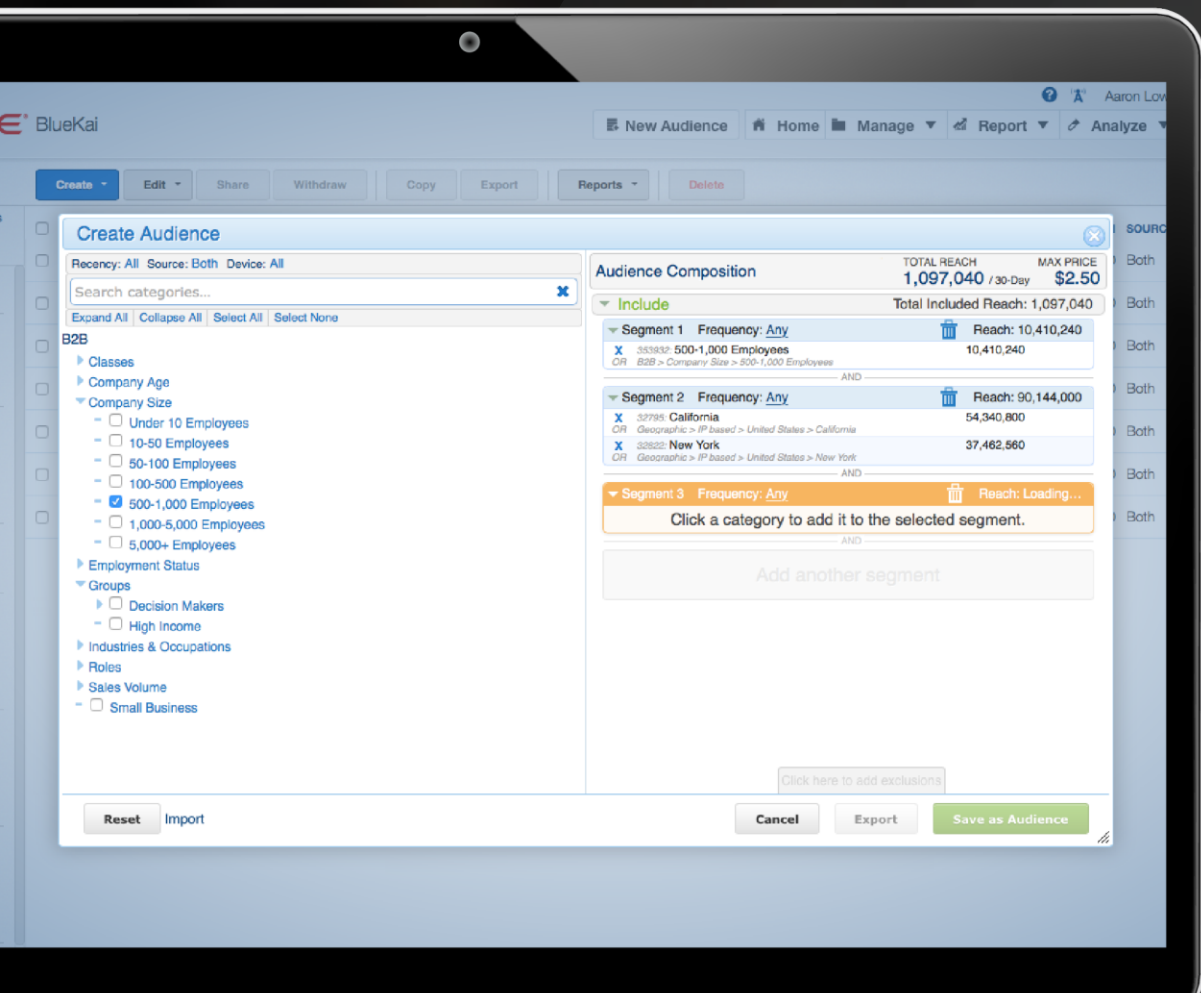 Aaron Low
BlueKai
New Audience Home Manage Report Analyze
Create Edit Share Withdraw Copy Export Reports Delete
SOURC
Both
Both
Both
Both
Both
Both
Both
Create Audience
Recency: All Source: Both Device: All
Search categories...
Expand All Collapse All Select All Select None
B2B
Classes
Company Age
Company Size
Under 10 Employees
10-50 Employees
50-100 Employees
100-500 Employees
500-1,000 Employees
1,000-5,000 Employees
5,000+ Employees
Employment Status
Groups
Decision Makers
High Income
Industries & Occupations
Roles
Sales Volume
Small Business
Audience Composition
TOTAL REACH MAX PRICE
1,097,040 / 30-Day $2.50
Include Total Included Reach: 1,097,040
Segment 1 Frequency: Any Reach: 10,410,240
X 353932: 500-1,000 Employees 10,410,240
OR B2B > Company Size > 500-1,000 Employees
AND
Segment 2 Frequency: Any Reach: 90,144,000
X 32795: California 54,340,800
OR Geographic > IP based > United States > California
X 32822: New York 37,462,560
OR Geographic > IP based > United States > New York
AND
Segment 3 Frequency: Any Reach: Loading...
Click a category to add it to the selected segment.
AND
Add another segment
Click here to add exclusions
Reset Import Cancel Export Save as Audience